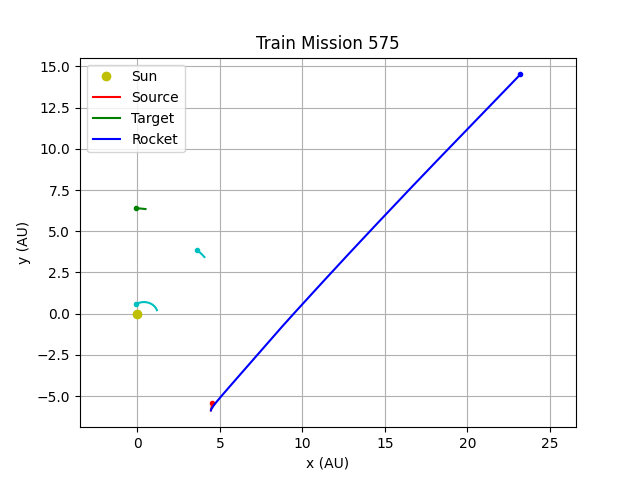 Train Mission 575
15.0
12.5
10.0
7.5
5.0
2.5
0.0
−2.5
−5.0
y (AU)
Sun
Source
Target
Rocket
0 5 10 15 20 25
x (AU)